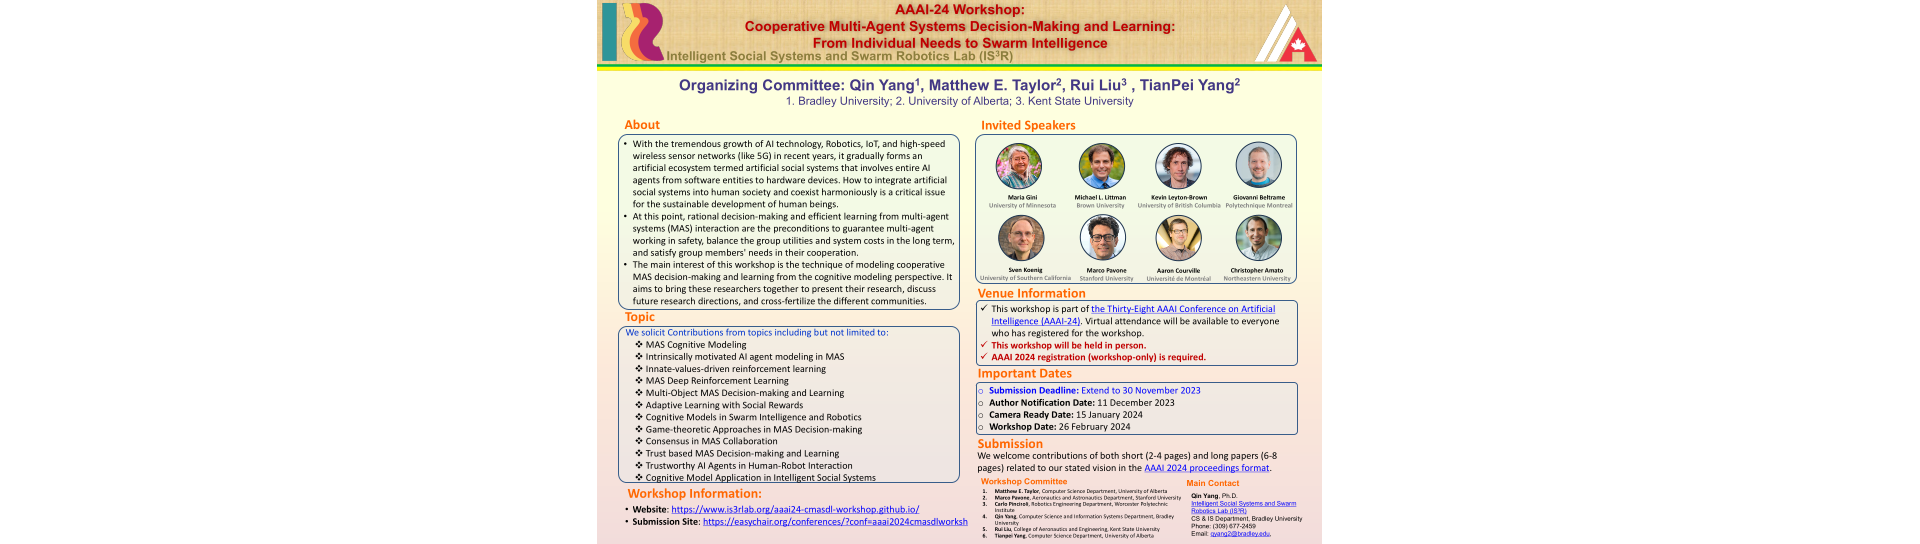 AAAI-24 Workshop:
Cooperative Multi-Agent Systems Decision-Making and Learning:
From Individual Needs to Swarm Intelligence
Intelligent Social Systems and Swarm Robotics Lab (IS³R)
Organizing Committee: Qin Yang¹, Matthew E. Taylor², Rui Liu³ , TianPei Yang²
1. Bradley University; 2. University of Alberta; 3. Kent State University
About
• With the tremendous growth of AI technology, Robotics, IoT, and high-speed
wireless sensor networks (like 5G) in recent years, it gradually forms an
artificial ecosystem termed artificial social systems that involves entire AI
agents from software entities to hardware devices. How to integrate artificial
social systems into human society and coexist harmoniously is a critical issue
for the sustainable development of human beings.
• At this point, rational decision-making and efficient learning from multi-agent
systems (MAS) interaction are the preconditions to guarantee multi-agent
working in safety, balance the group utilities and system costs in the long term,
and satisfy group members' needs in their cooperation.
• The main interest of this workshop is the technique of modeling cooperative
MAS decision-making and learning from the cognitive modeling perspective. It
aims to bring these researchers together to present their research, discuss
future research directions, and cross-fertilize the different communities.
Topic
We solicit Contributions from topics including but not limited to:
❖ MAS Cognitive Modeling
❖ Intrinsically motivated AI agent modeling in MAS
❖ Innate-values-driven reinforcement learning
❖ MAS Deep Reinforcement Learning
❖ Multi-Object MAS Decision-making and Learning
❖ Adaptive Learning with Social Rewards
❖ Cognitive Models in Swarm Intelligence and Robotics
❖ Game-theoretic Approaches in MAS Decision-making
❖ Consensus in MAS Collaboration
❖ Trust based MAS Decision-making and Learning
❖ Trustworthy AI Agents in Human-Robot Interaction
❖ Cognitive Model Application in Intelligent Social Systems
Workshop Information:
• Website: https://www.is3rlab.org/aaai24-cmasdl-workshop.github.io/
• Submission Site: https://easychair.org/conferences/?conf=aaai2024cmasdlworksh
Invited Speakers
Maria Gini
University of Minnesota
Michael L. Littman
Brown University
Kevin Leyton-Brown
University of British Columbia
Giovanni Beltrame
Polytechnique Montreal
Sven Koenig
University of Southern California
Marco Pavone
Stanford University
Aaron Courville
Université de Montréal
Christopher Amato
Northeastern University
Venue Information
✓ This workshop is part of the Thirty-Eight AAAI Conference on Artificial
Intelligence (AAAI-24). Virtual attendance will be available to everyone
who has registered for the workshop.
✓ This workshop will be held in person.
✓ AAAI 2024 registration (workshop-only) is required.
Important Dates
o Submission Deadline: Extend to 30 November 2023
o Author Notification Date: 11 December 2023
o Camera Ready Date: 15 January 2024
o Workshop Date: 26 February 2024
Submission
We welcome contributions of both short (2-4 pages) and long papers (6-8
pages) related to our stated vision in the AAAI 2024 proceedings format.
Workshop Committee
1. Matthew E. Taylor, Computer Science Department, University of Alberta
2. Marco Pavone, Aeronautics and Astronautics Department, Stanford University
3. Carlo Pinciroli, Robotics Engineering Department, Worcester Polytechnic
Institute
4. Qin Yang, Computer Science and Information Systems Department, Bradley
University
5. Rui Liu, College of Aeronautics and Engineering, Kent State University
6. Tianpei Yang, Computer Science Department, University of Alberta
Main Contact
Qin Yang, Ph.D.
Intelligent Social Systems and Swarm
Robotics Lab (IS³R)
CS & IS Department, Bradley University
Phone: (309) 677-2459
Email: qyang2@bradley.edu.